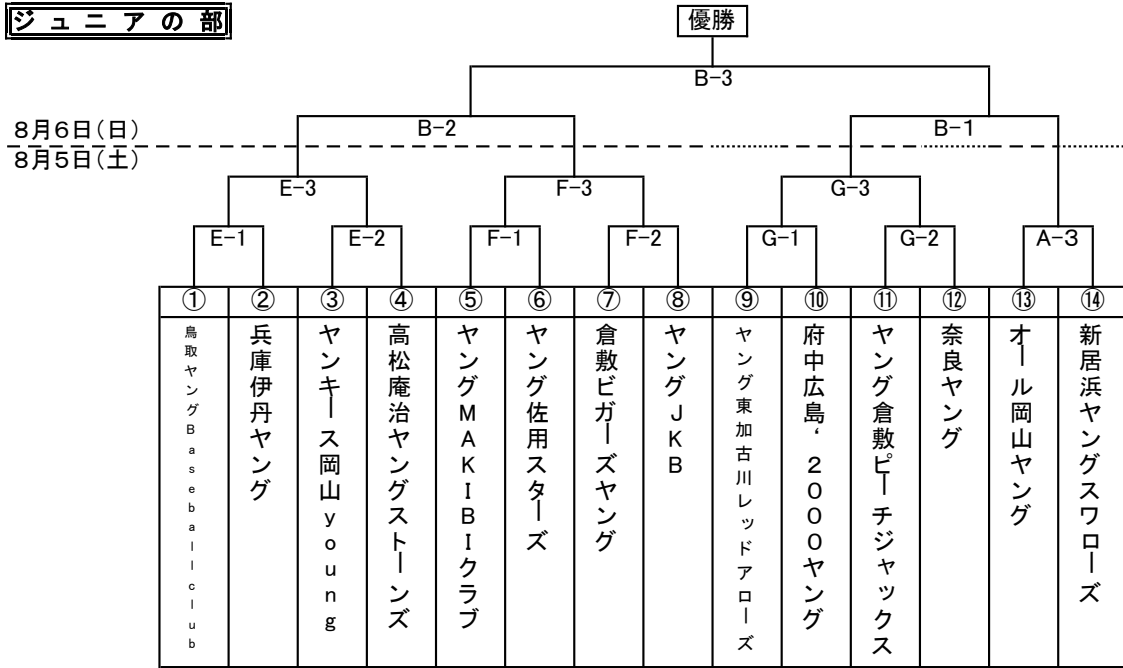 ジュニアの部
優勝
B-3
8月6日(日)
B-2
B-1
8月5日(土)
E-3
F-3
G-3
E-1
E-2
F-1
F-2
G-1
G-2
A-3
①
②
③
④
⑤
⑥
⑦
⑧
⑨
⑩
⑪
⑫
⑬
⑭
鳥取ヤングBaseballclub
兵庫伊丹ヤング
ヤンキース岡山young
高松庵治ヤングストーンズ
ヤングMAKIBIクラブ
ヤング佐用スターズ
倉敷ビガーズヤング
ヤングJKB
ヤング東加古川レッドアローズ
府中広島‘2000ヤング
ヤング倉敷ピーチジャックス
奈良ヤング
オール岡山ヤング
新居浜ヤングスワローズ